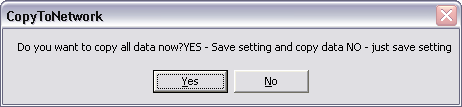 CopyToNetwork
Do you want to copy all data now?YES - Save setting and copy data NO - just save setting
Yes
No